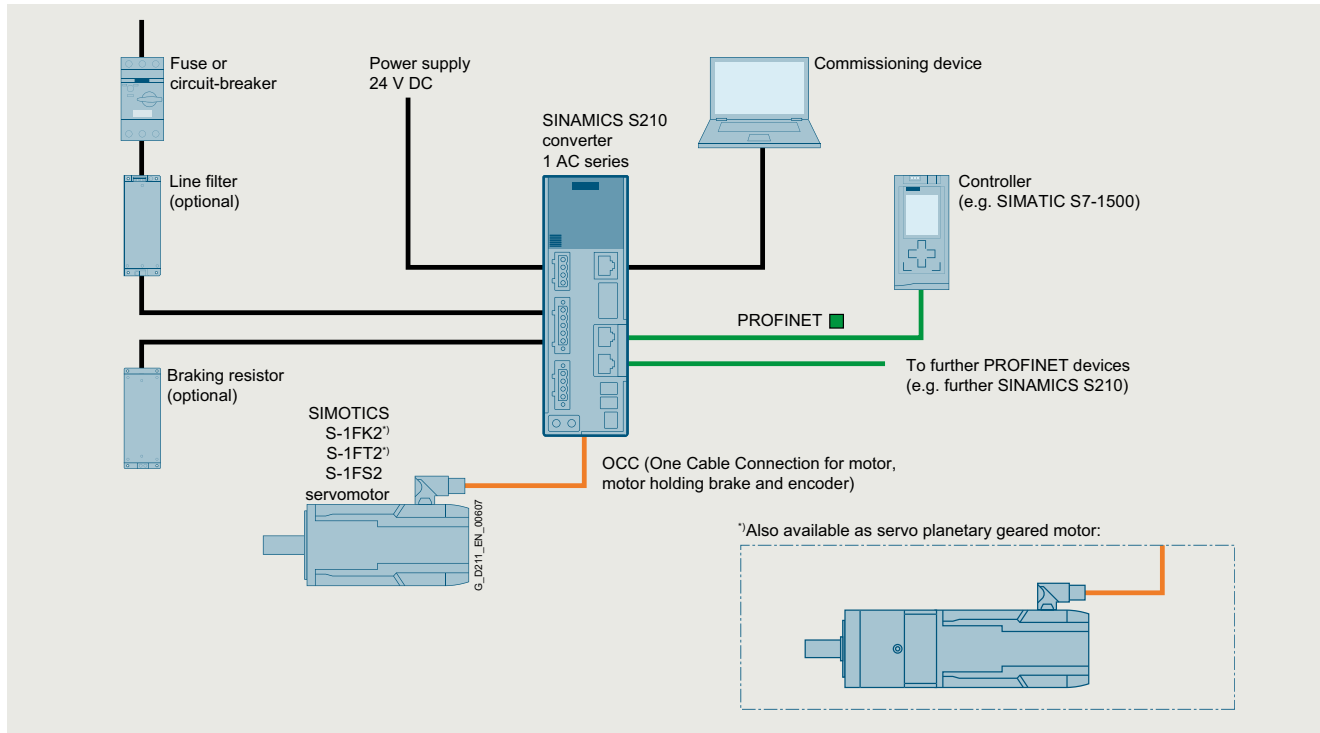 Fuse or
circuit-breaker
Power supply
24 V DC
Commissioning device
SINAMICS S210
converter
1 AC series
Line filter
(optional)
Controller
(e.g. SIMATIC S7-1500)
PROFINET
To further PROFINET devices
(e.g. further SINAMICS S210)
Braking resistor
(optional)
SIMOTICS
S-1FK2*)
S-1FT2*)
S-1FS2
servomotor
OCC (One Cable Connection for motor,
motor holding brake and encoder)
G_D211_EN_00607
*)Also available as servo planetary geared motor: